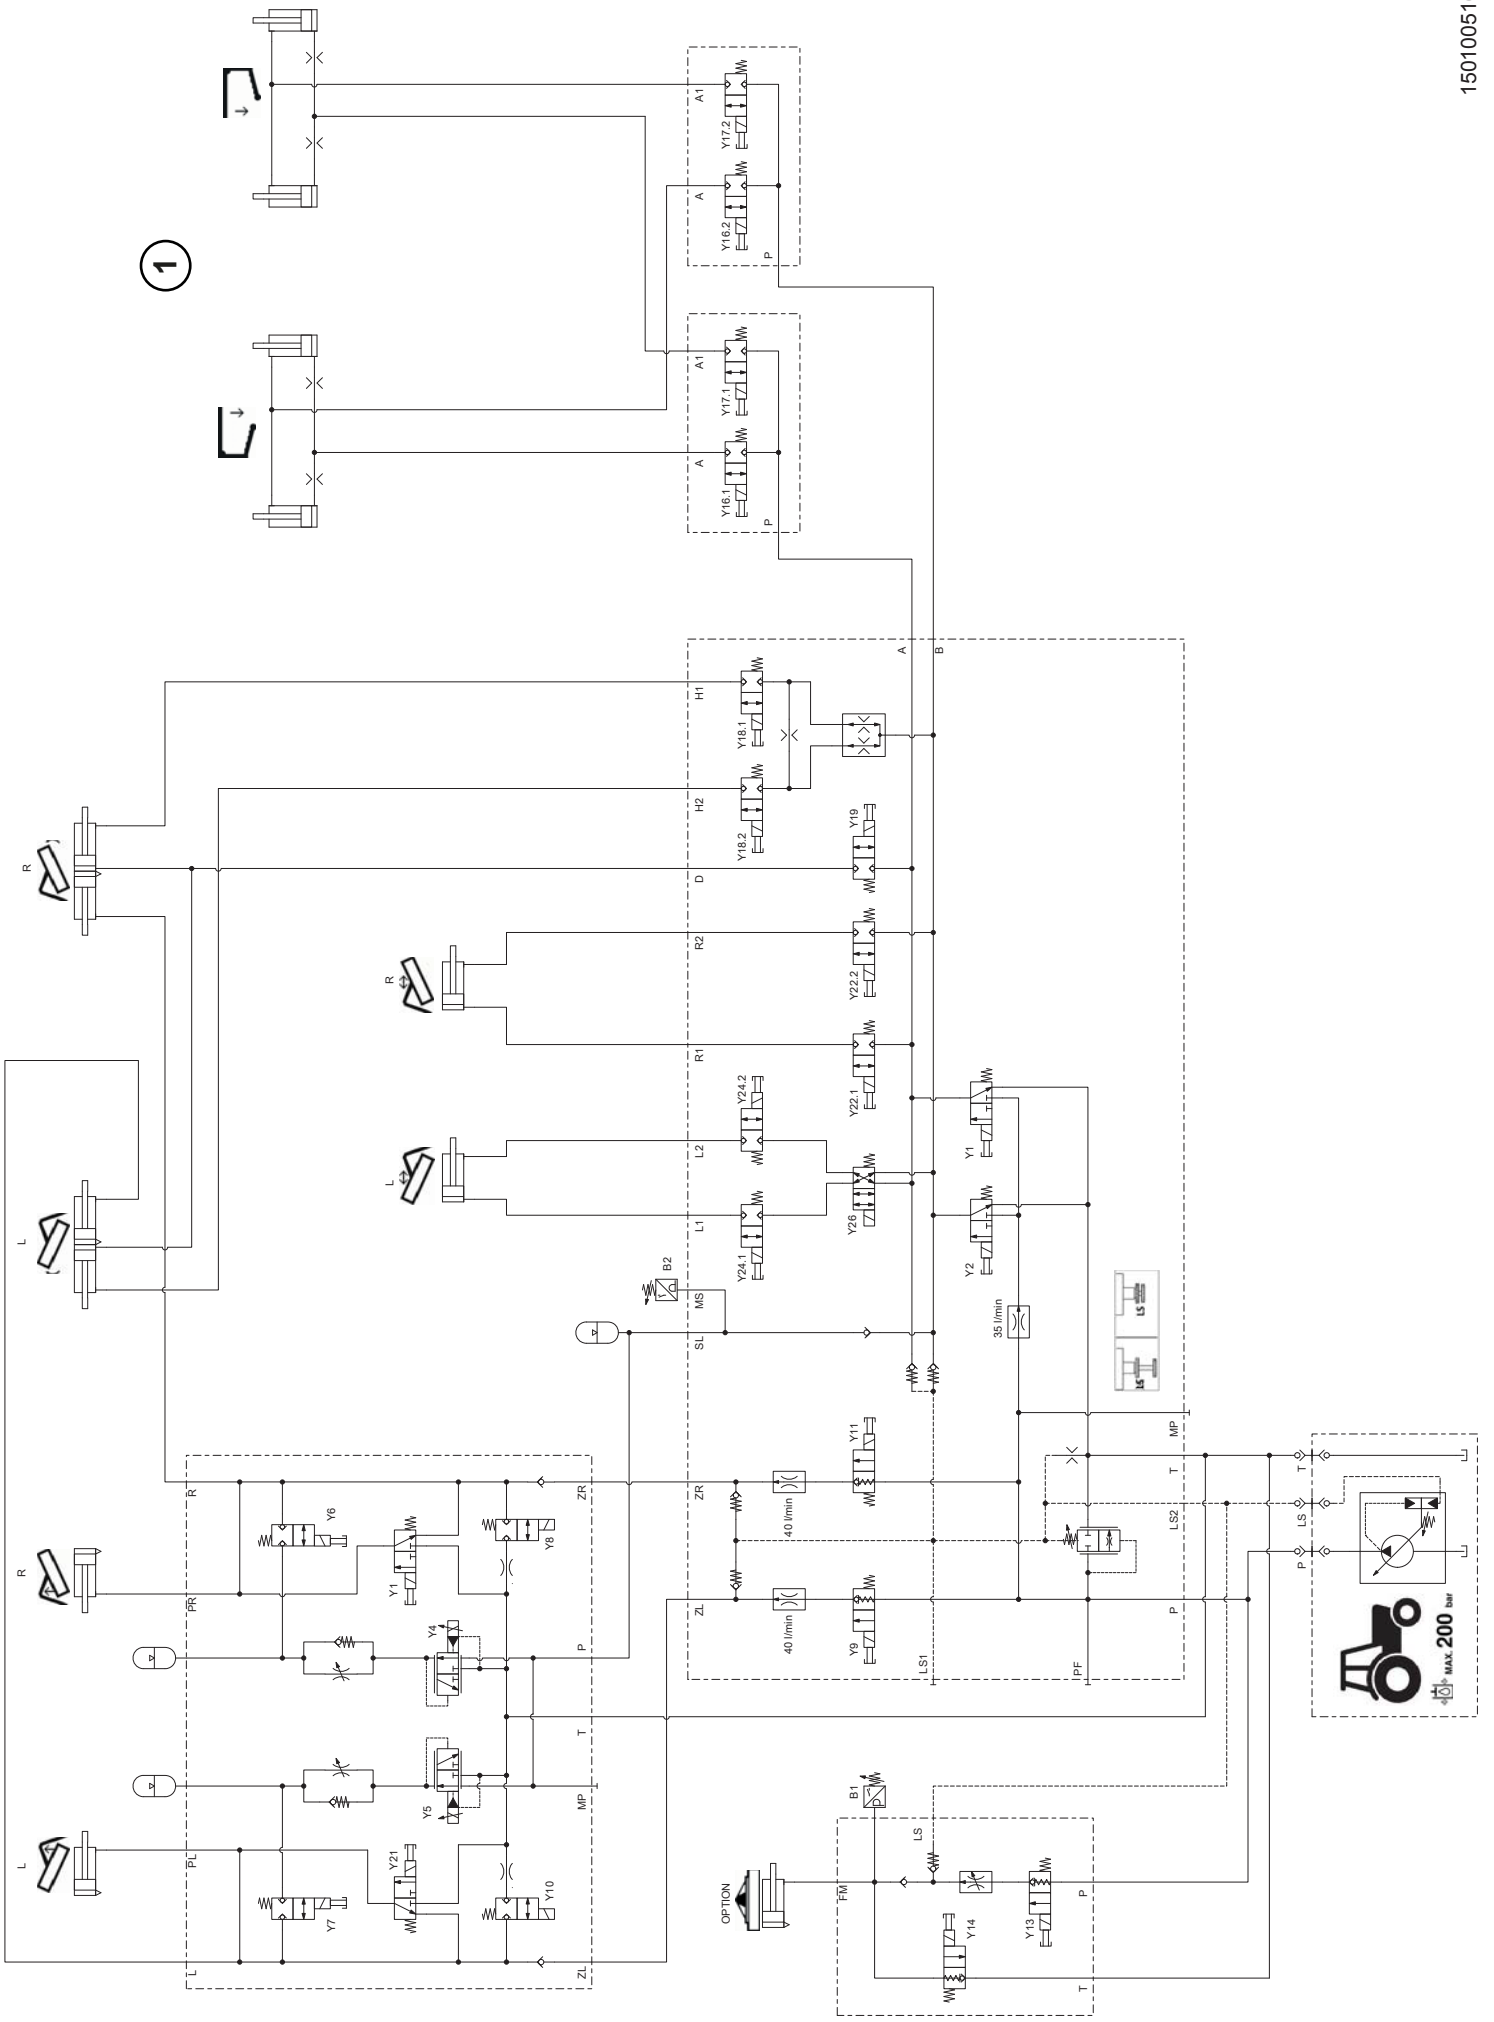 15010051
1
A1
Y17.2
A
Y16.2
P
A1
Y17.1
A
Y16.1
P
A
B
H1
Y18.1
H2
Y18.2
Y19
D
R
R2
Y22.2
R
R1
Y22.1
Y24.2
L2
Y1
L
L1
Y26
Y24.1
Y2
L
B2
MS
SL
35 l/min
LS
LS
MP
Y11
ZR
40 l/min
T
LS2
R
Y6
ZR
Y8
R
PR
Y1
Y4
P
ZL
40 l/min
Y9
P
LS1
PF
T
LS
P
MAX. 200 bar
T
MP
Y5
L
PL
Y21
Y7
Y10
L
ZL
B1
LS
OPTION
FM
Y14
Y13
P
T